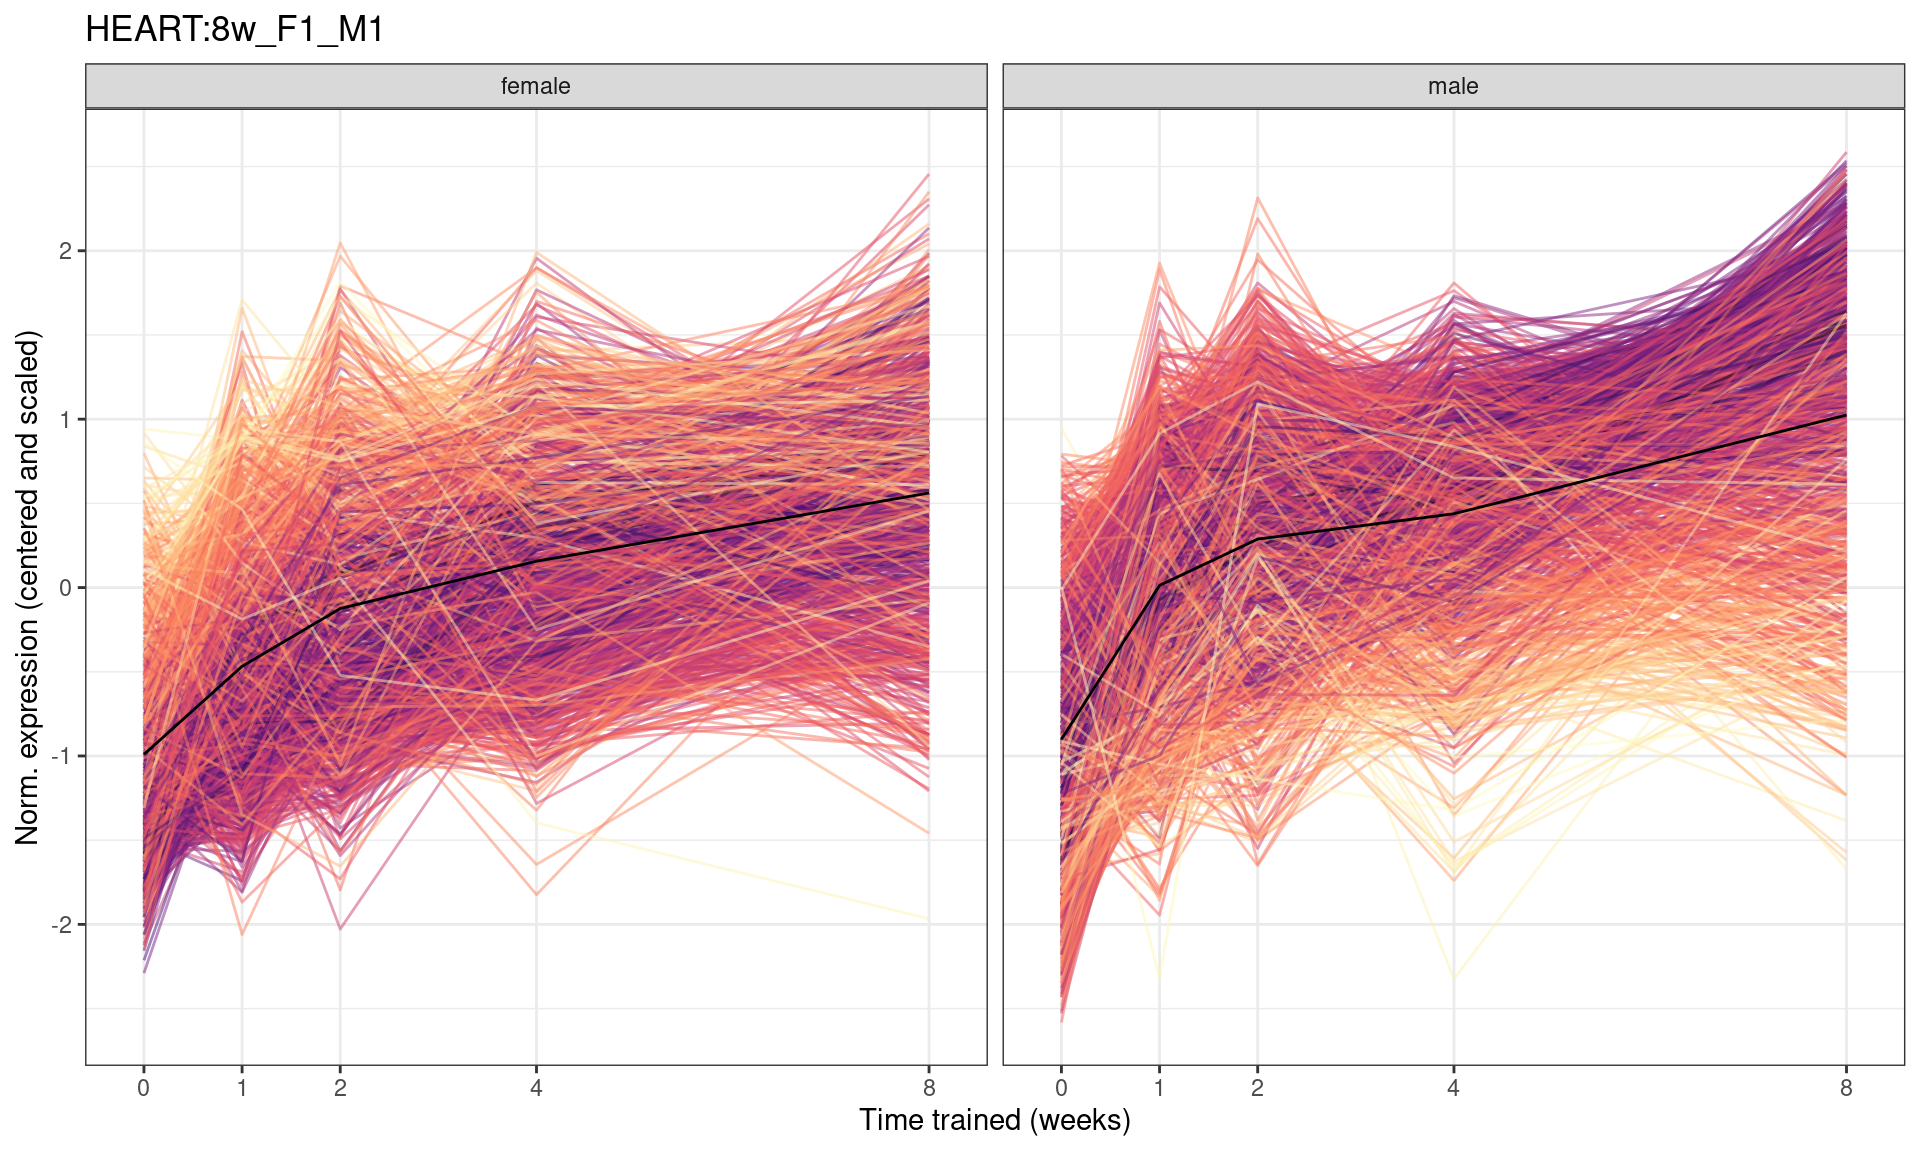 HEART:8w_F1_M1
female
male
Norm. expression (centered and scaled)
2
1
0
-1
-2
0 1 2 4 8
0 1 2 4 8
Time trained (weeks)